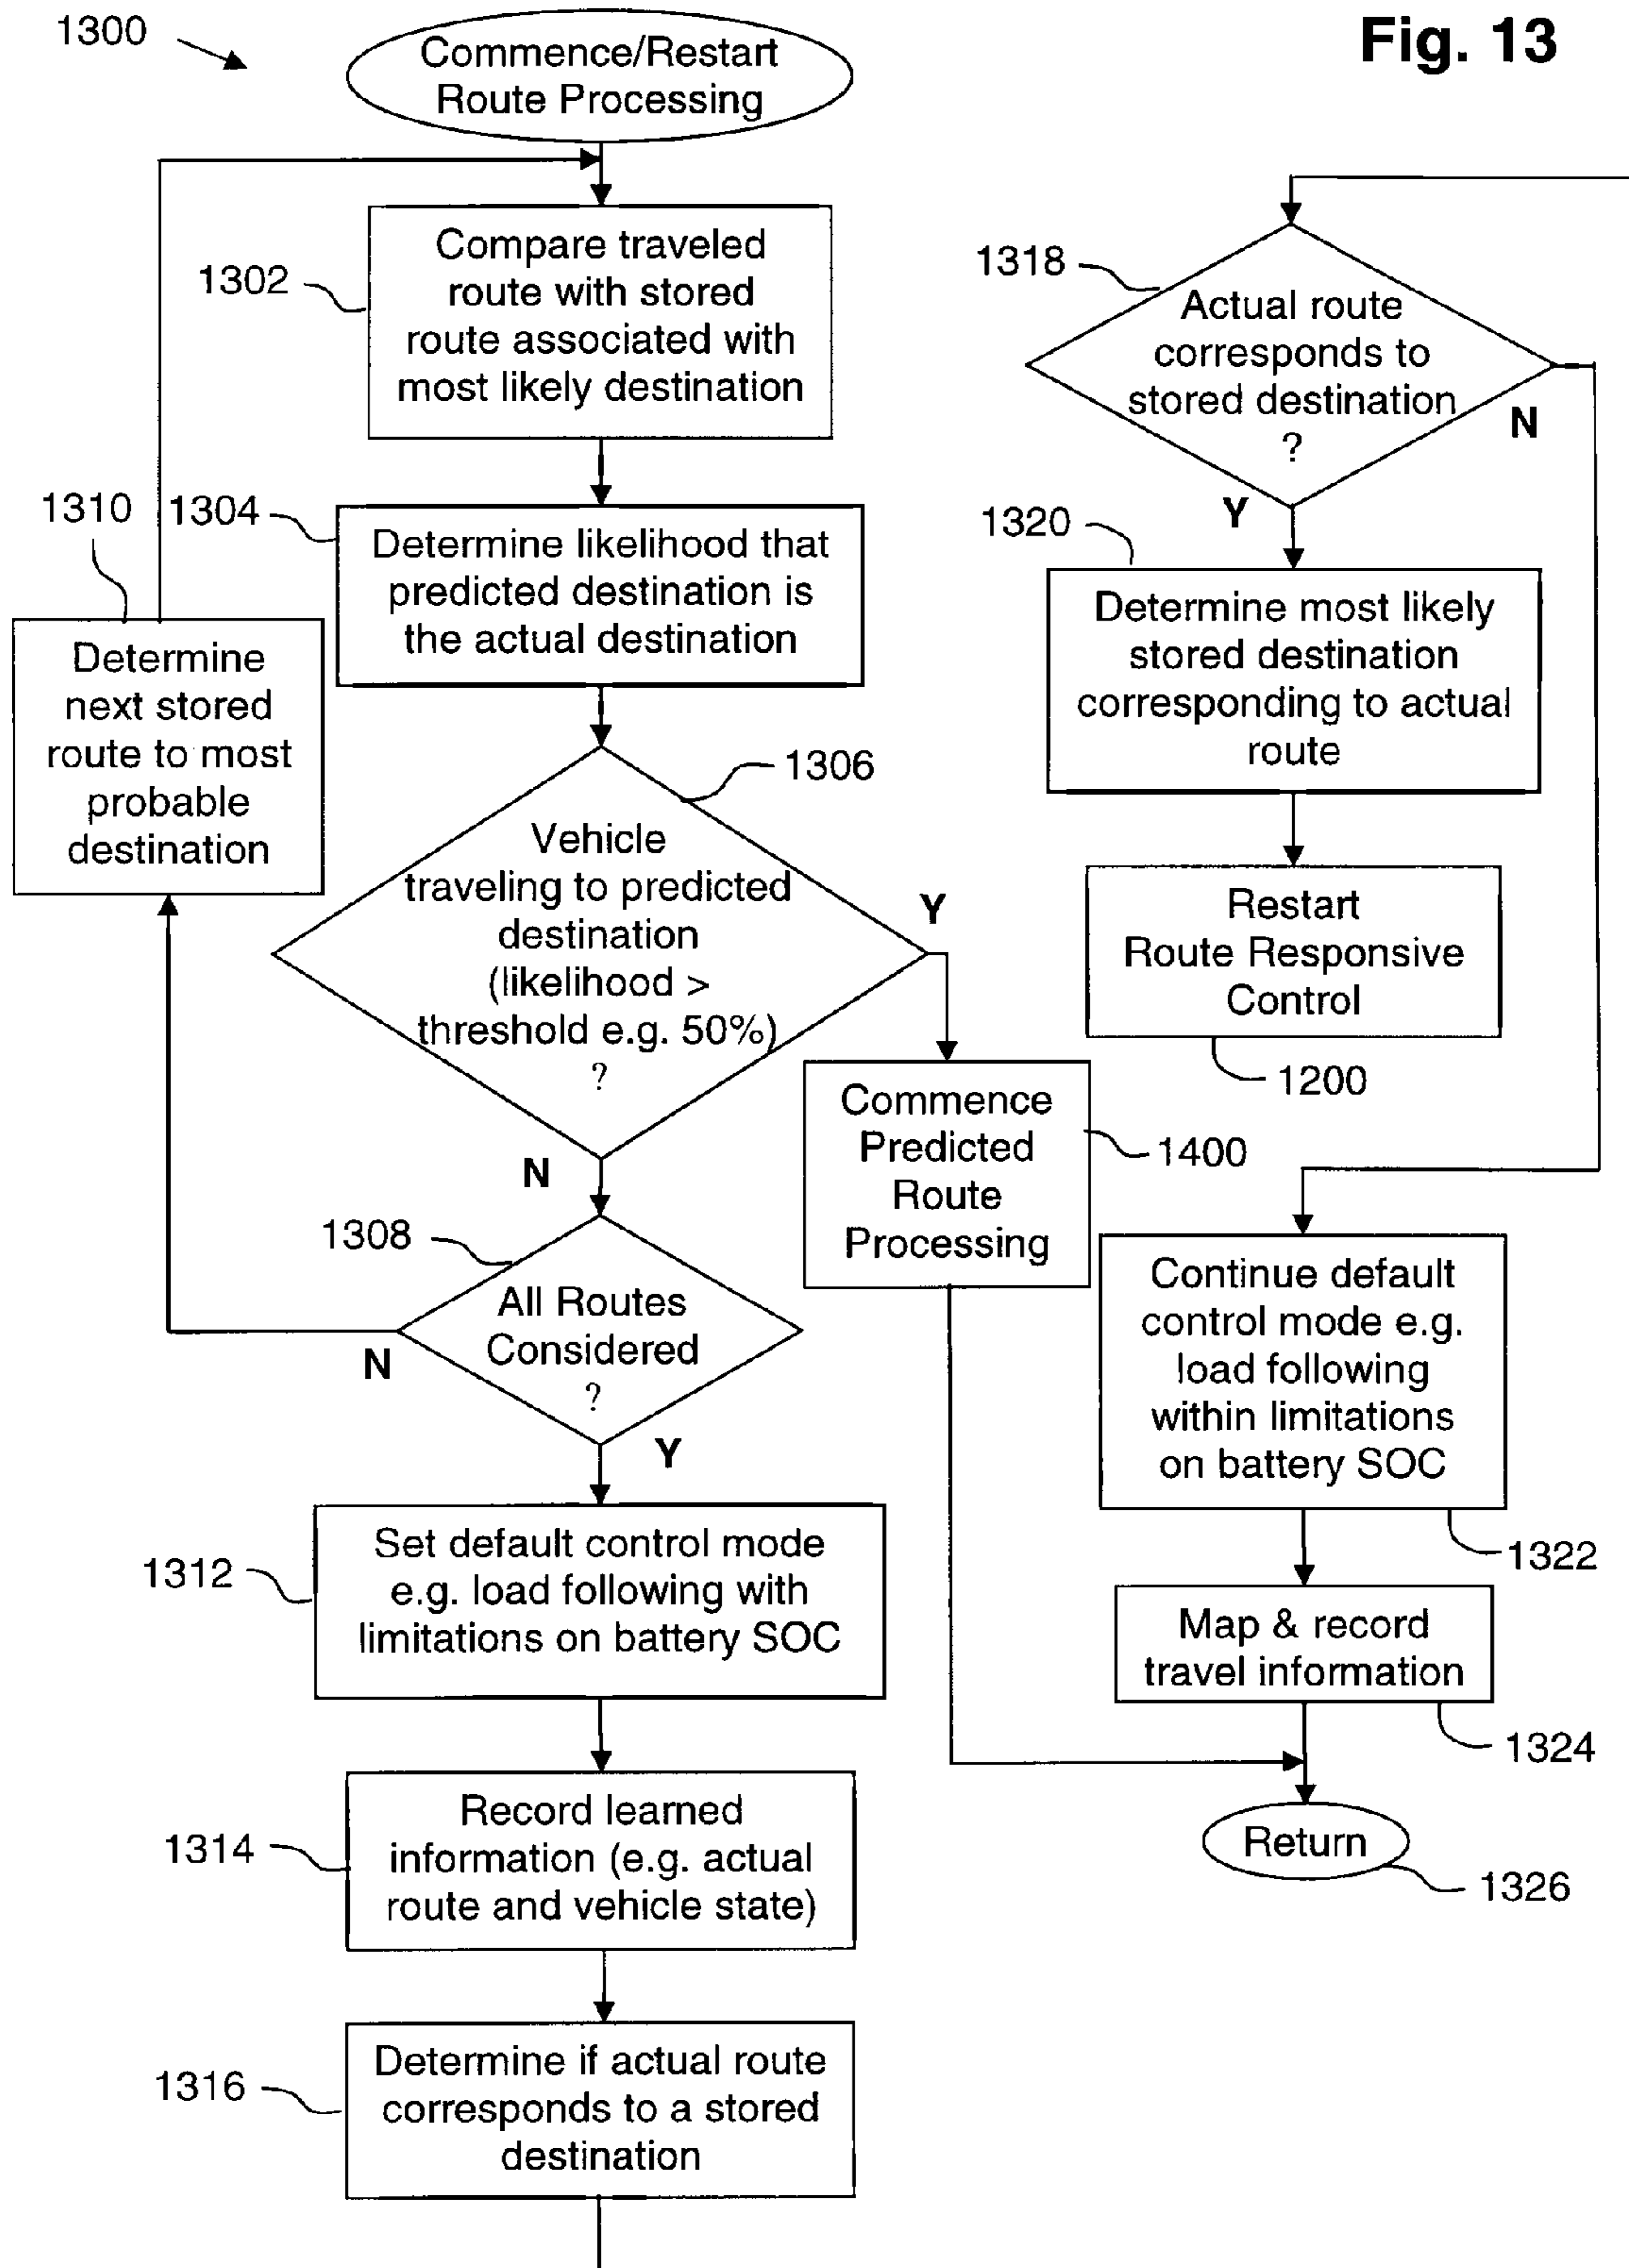 1300
Fig. 13
Commence/Restart
Route Processing
1302
Compare traveled
route with stored
route associated with
most likely destination
1304
Determine likelihood that
predicted destination is
the actual destination
1310
Determine
next stored
route to most
probable
destination
1306
Vehicle
traveling to predicted
destination
(likelihood >
threshold e.g. 50%)
?
Y
N
1308
All Routes
Considered
?
N
Y
1312
Set default control mode
e.g. load following with
limitations on battery SOC
1314
Record learned
information (e.g. actual
route and vehicle state)
1316
Determine if actual route
corresponds to a stored
destination
1318
Actual route
corresponds to
stored destination
?
N
Y
1320
Determine most likely
stored destination
corresponding to actual
route
Restart
Route Responsive
Control
1200
Commence
Predicted
Route
Processing
1400
Continue default
control mode e.g.
load following
within limitations
on battery SOC
1322
Map & record
travel information
1324
Return
1326